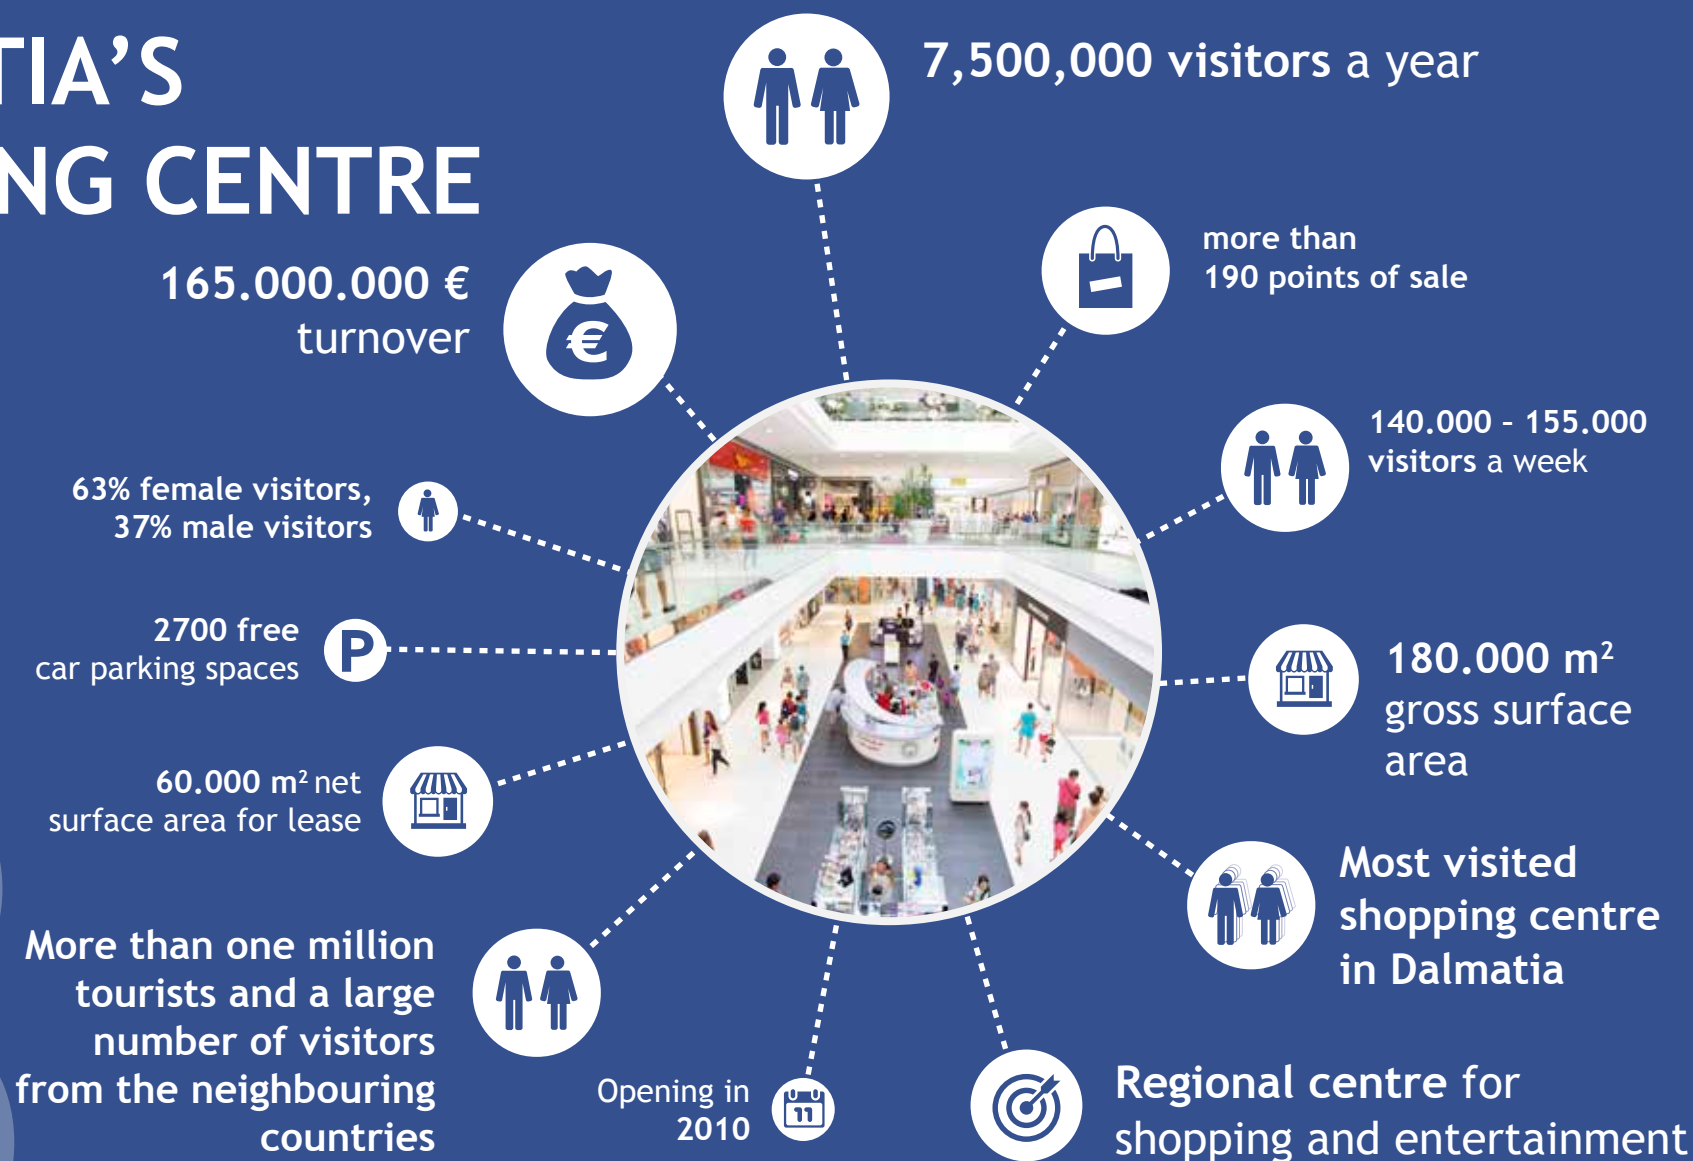 TIA'S
NG CENTRE
7,500,000 visitors a year
165.000.000 €
turnover
€
more than
190 points of sale
140.000 – 155.000
visitors a week
63% female visitors,
37% male visitors
2700 free
car parking spaces
P
180.000 m²
gross surface
area
60.000 m² net
surface area for lease
Most visited
shopping centre
in Dalmatia
More than one million
tourists and a large
number of visitors
from the neighbouring
countries
Opening in
2010
11
Regional centre for
shopping and entertainment